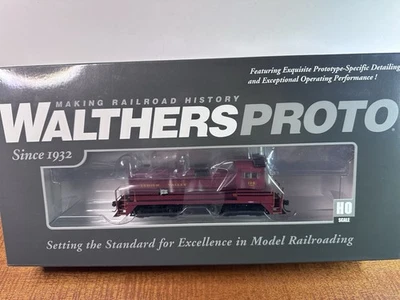 Featuring Exquisite Prototype-Specific Detailing
and Exceptional Operating Performance!
MAKING RAILROAD HISTORY
WALTHERSPROTO
Since 1932
HO
SCALE
Setting the Standard for Excellence in Model Railroading